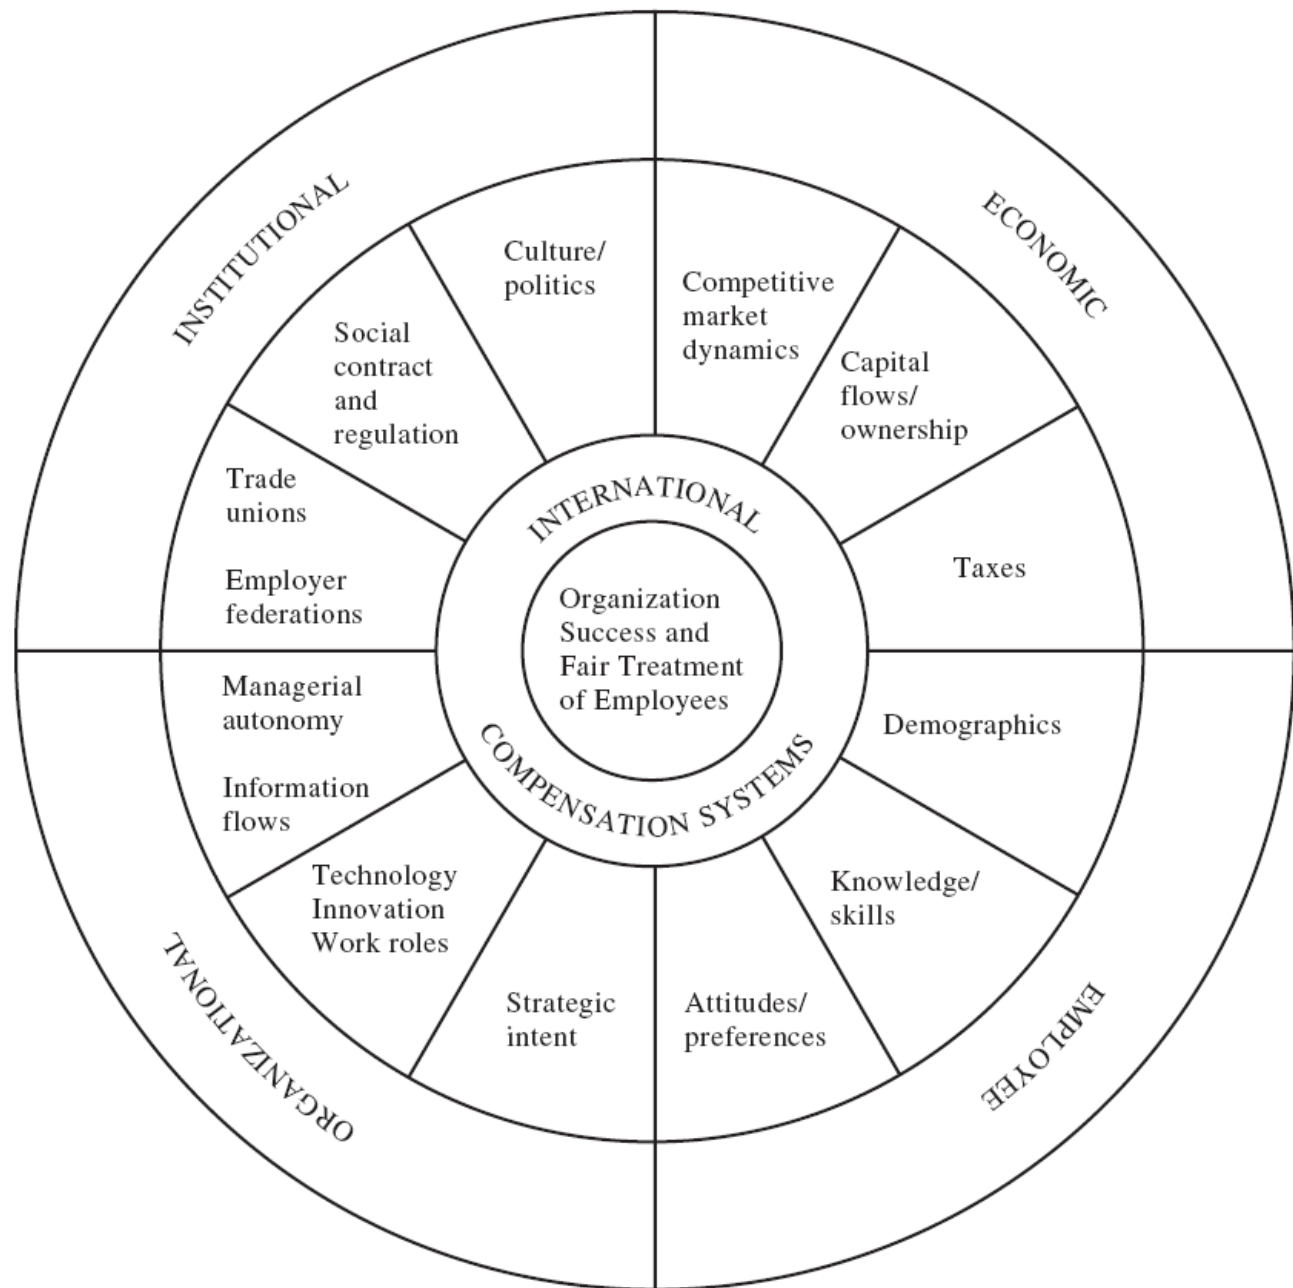 INSTITUTIONAL
ECONOMIC
Culture/
politics
Competitive
market
dynamics
Social
contract
and
regulation
Capital
flows/
ownership
Trade
unions
Employer
federations
Taxes
INTERNATIONAL
Organization
Success and
Fair Treatment
of Employees
COMPENSATION SYSTEMS
Managerial
autonomy
Information
flows
Demographics
Technology
Innovation
Work roles
Knowledge/
skills
Strategic
intent
Attitudes/
preferences
ORGANIZATIONAL
EMPLOYEE